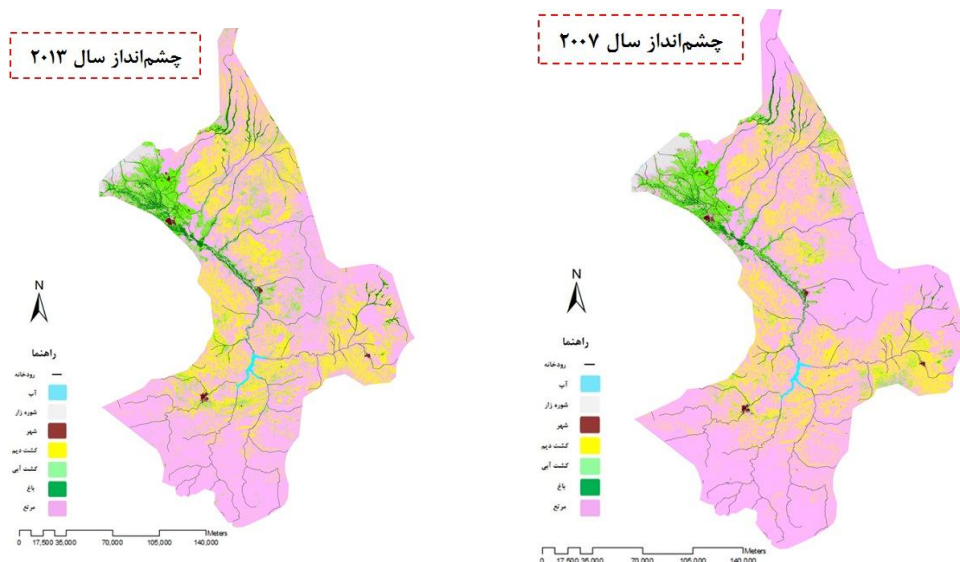 چشم‌انداز سال ۲۰۱۳
N
راهنما
رودخانه
آب
شوره زار
شهر
کشت دیم
کشت آبی
باغ
مرتع
0 17,500 35,000 70,000 105,000 140,000 Meters
چشم‌انداز سال ۲۰۰۷
N
راهنما
رودخانه
آب
شوره زار
شهر
کشت دیم
کشت آبی
باغ
مرتع
0 17,500 35,000 70,000 105,000 140,000 Meters